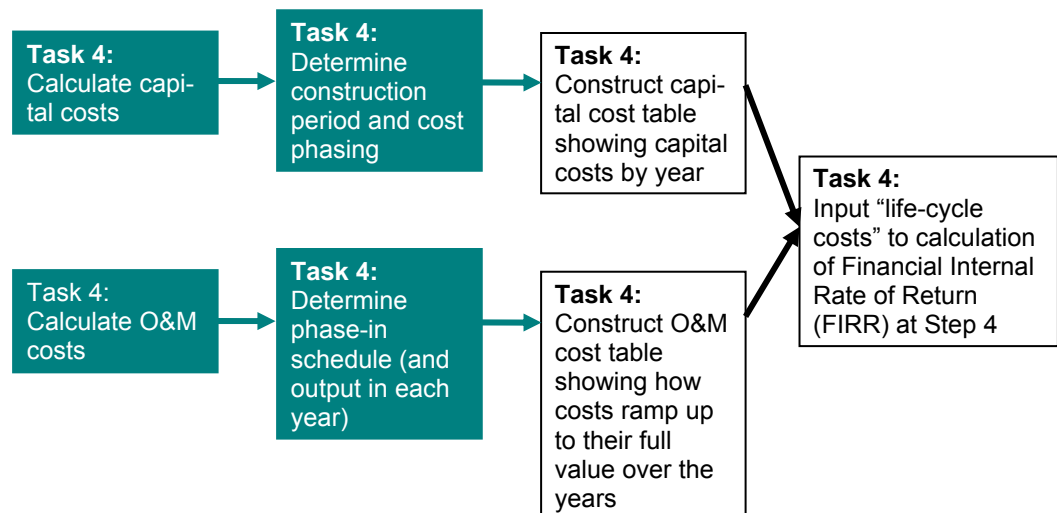 Task 4:
Calculate capi-
tal costs
Task 4:
Determine
construction
period and cost
phasing
Task 4:
Construct capi-
tal cost table
showing capital
costs by year
Task 4:
Input “life-cycle
costs” to calculation
of Financial Internal
Rate of Return
(FIRR) at Step 4
Task 4:
Calculate O&M
costs
Task 4:
Determine
phase-in
schedule (and
output in each
year)
Task 4:
Construct O&M
cost table
showing how
costs ramp up
to their full
value over the
years